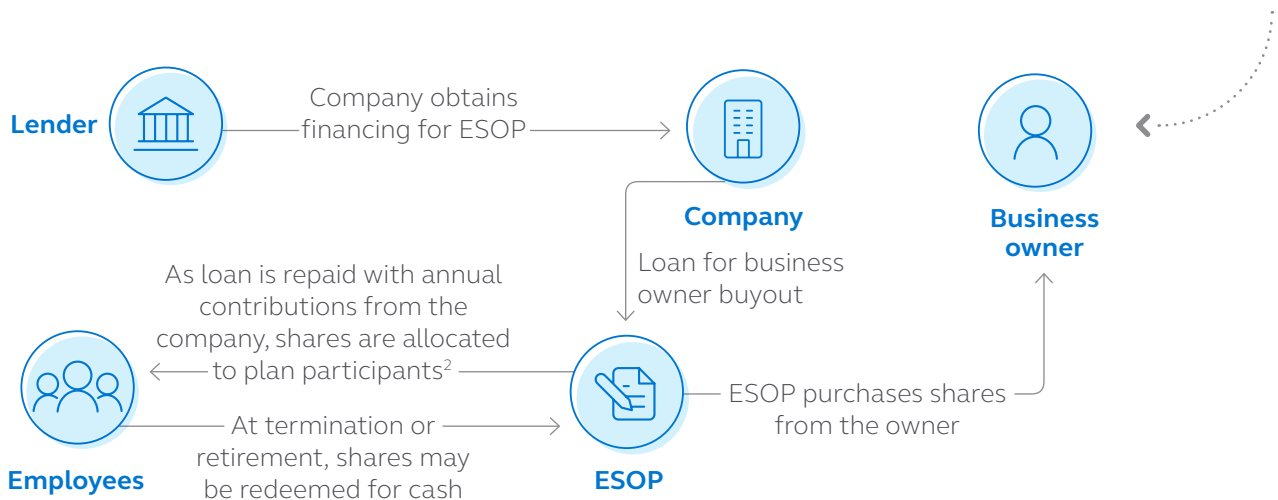 Lender
Company obtains
financing for ESOP
Company
Business
owner
Loan for business
owner buyout
As loan is repaid with annual
contributions from the
company, shares are allocated
to plan participants²
ESOP purchases shares
from the owner
At termination or
retirement, shares may
be redeemed for cash
Employees
ESOP